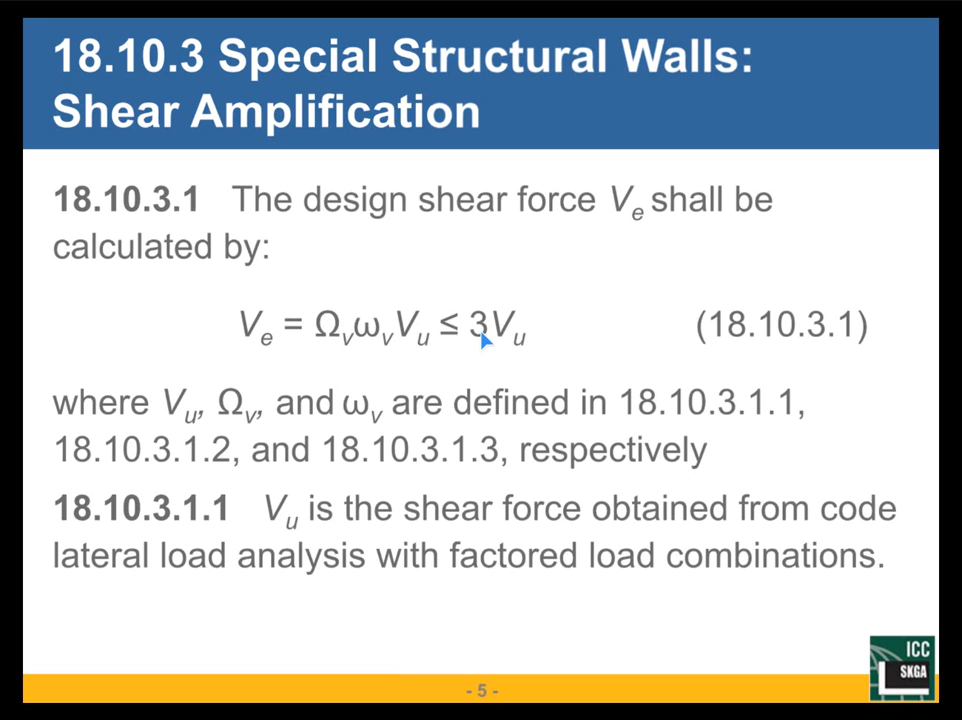 18.10.3 Special Structural Walls:
Shear Amplification
18.10.3.1 The design shear force Ve shall be
calculated by:
Ve = ΩvωvVu ≤ 3Vu (18.10.3.1)
where Vu, Ωv, and ωv are defined in 18.10.3.1.1,
18.10.3.1.2, and 18.10.3.1.3, respectively
18.10.3.1.1 Vu is the shear force obtained from code
lateral load analysis with factored load combinations.
ICC
SKGA
- 5 -